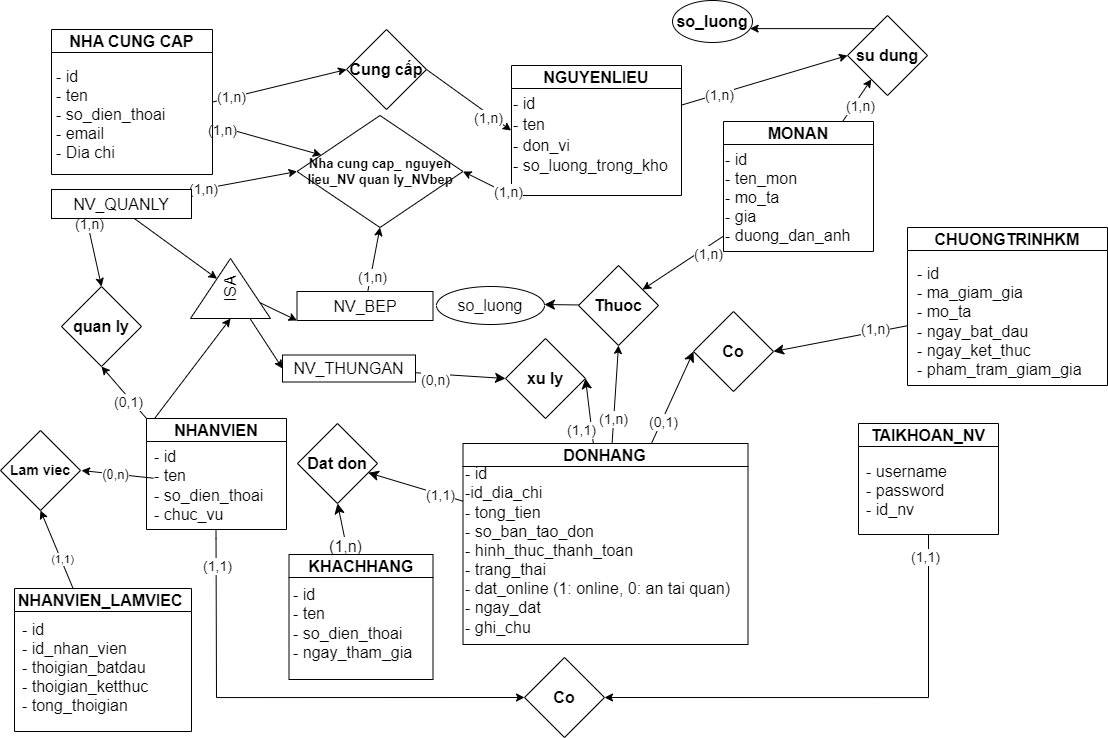 NHA CUNG CAP
- id
- ten
- so_dien_thoai
- email
- Dia chi
(1,n)
(1,n)
Cung cấp
(1,n)
NGUYENLIEU
- id
- ten
- don_vi
- so_luong_trong_kho
(1,n)
(1,n)
so_luong
su dung
(1,n)
MONAN
- id
- ten_mon
- mo_ta
- gia
- duong_dan_anh
(1,n)
Nha cung cap_ nguyen
lieu_NV quan ly_NVbep
(1,n)
NV_QUANLY
(1,n)
quan ly
(0,1)
ISA
(1,n)
NV_BEP
NV_THUNGAN
(0,n)
so_luong
Thuoc
(1,n)
xu ly
(1,1)
Co
(0,1)
(1,n)
CHUONGTRINHKM
- id
- ma_giam_gia
- mo_ta
- ngay_bat_dau
- ngay_ket_thuc
- pham_tram_giam_gia
NHANVIEN
- id
- ten
- so_dien_thoai
- chuc_vu
(0,n)
Lam viec
(1,1)
NHANVIEN_LAMVIEC
- id
- id_nhan_vien
- thoigian_batdau
- thoigian_ketthuc
- tong_thoigian
(1,1)
Dat don
(1,1)
(1,n)
KHACHHANG
- id
- ten
- so_dien_thoai
- ngay_tham_gia
DONHANG
- id
-id_dia_chi
- tong_tien
- so_ban_tao_don
- hinh_thuc_thanh_toan
- trang_thai
- dat_online (1: online, 0: an tai quan)
- ngay_dat
- ghi_chu
TAIKHOAN_NV
- username
- password
- id_nv
(1,1)
Co